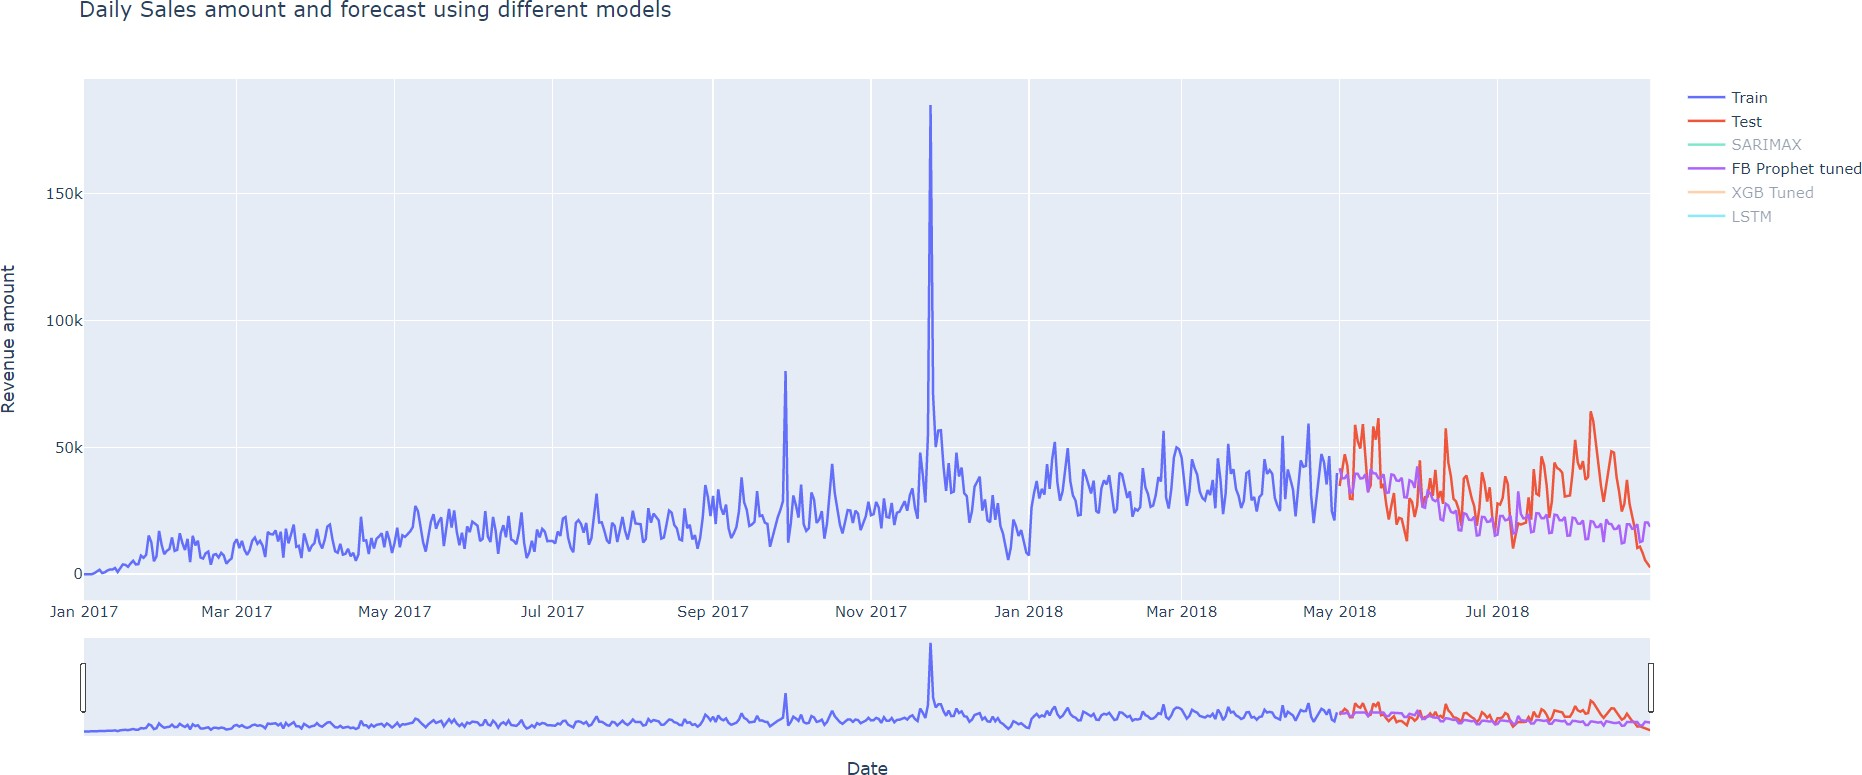 Daily Sales amount and forecast using different models
Train
Test
SARIMAX
FB Prophet tuned
XGB Tuned
LSTM
Revenue amount
150k
100k
50k
0
Jan 2017 Mar 2017 May 2017 Jul 2017 Sep 2017 Nov 2017 Jan 2018 Mar 2018 May 2018 Jul 2018
Date